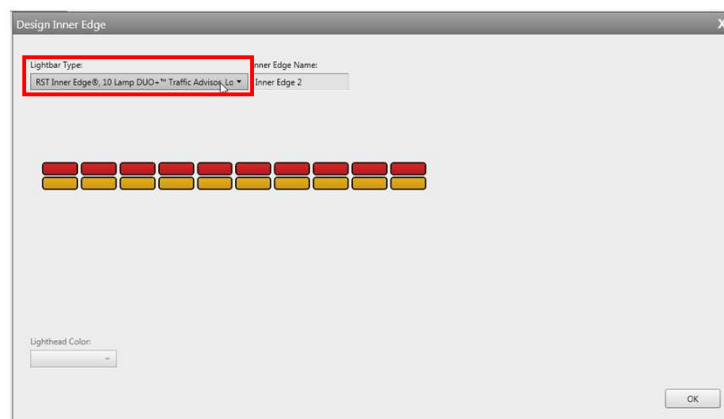 Design Inner Edge X
Lightbar Type: nner Edge Name:
RST Inner Edge®, 10 Lamp DUO+™ Traffic Advisor, Lo Inner Edge 2
Lighthead Color:
OK